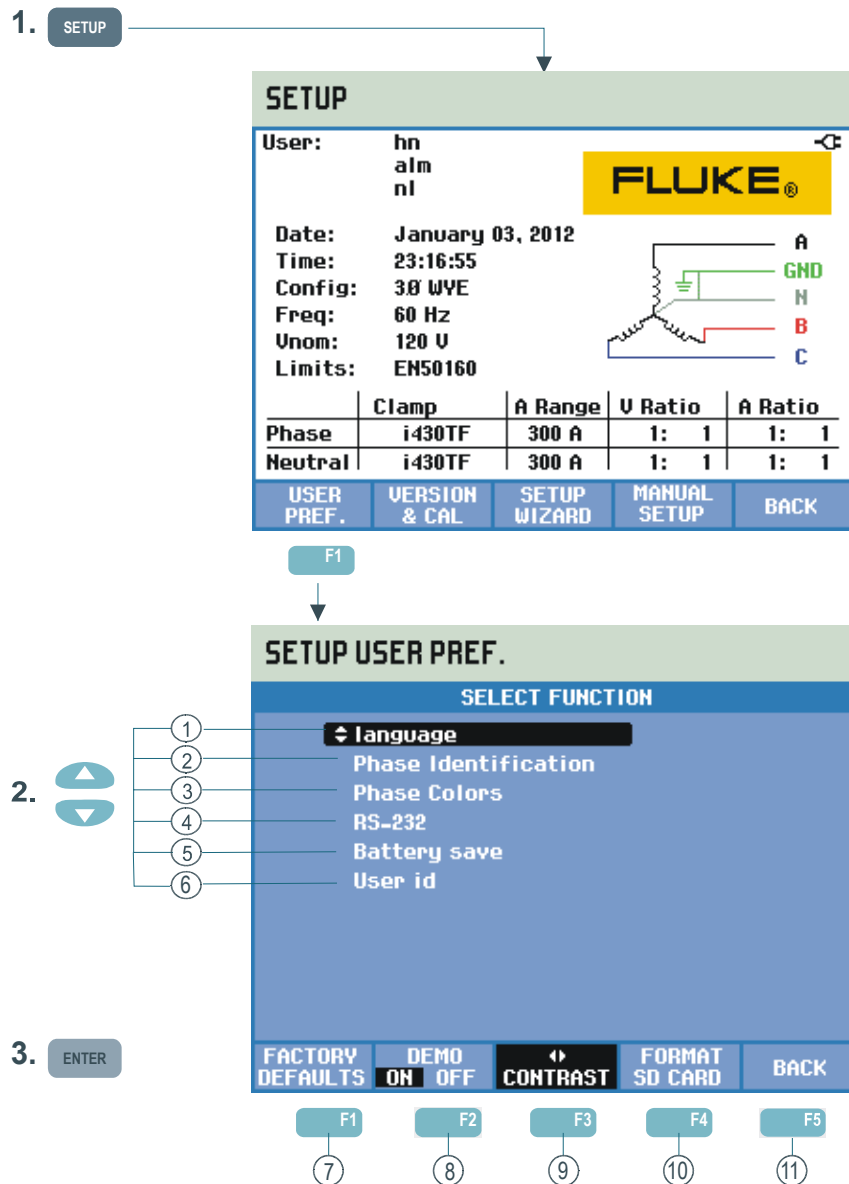 1. SETUP
SETUP
User: hn
alm
nl
FLUKE®
Date: January 03, 2012
Time: 23:16:55
Config: 3Ø WYE
Freq: 60 Hz
Vnom: 120 V
Limits: EN50160
A
GND
N
B
C
Clamp A Range V Ratio A Ratio
Phase i430TF 300 A 1: 1 1: 1
Neutral i430TF 300 A 1: 1 1: 1
USER PREF. VERSION & CAL SETUP WIZARD MANUAL SETUP BACK
F1
SETUP USER PREF.
SELECT FUNCTION
1 language
2 Phase Identification
2.
3 Phase Colors
4 RS-232
5 Battery save
6 User id
3. ENTER
FACTORY DEFAULTS DEMO ON OFF CONTRAST FORMAT SD CARD BACK
F1 F2 F3 F4 F5
7 8 9 10 11